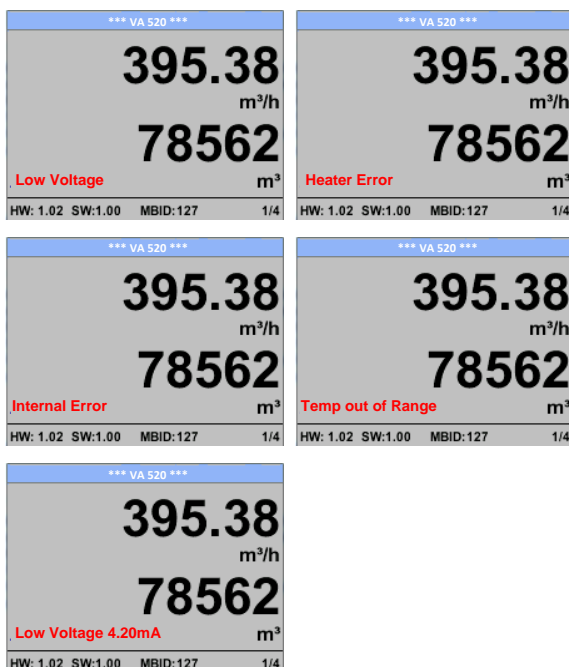 *** VA 520 ***
395.38
m³/h
78562
Low Voltage
m³
HW: 1.02 SW:1.00 MBID:127 1/4
*** VA 520 ***
395.38
m³/h
78562
Heater Error
m³
HW: 1.02 SW:1.00 MBID:127 1/4
*** VA 520 ***
395.38
m³/h
78562
Internal Error
m³
HW: 1.02 SW:1.00 MBID:127 1/4
*** VA 520 ***
395.38
m³/h
78562
Temp out of Range
m³
HW: 1.02 SW:1.00 MBID:127 1/4
*** VA 520 ***
395.38
m³/h
78562
Low Voltage 4.20mA
m³
HW: 1.02 SW:1.00 MBID:127 1/4